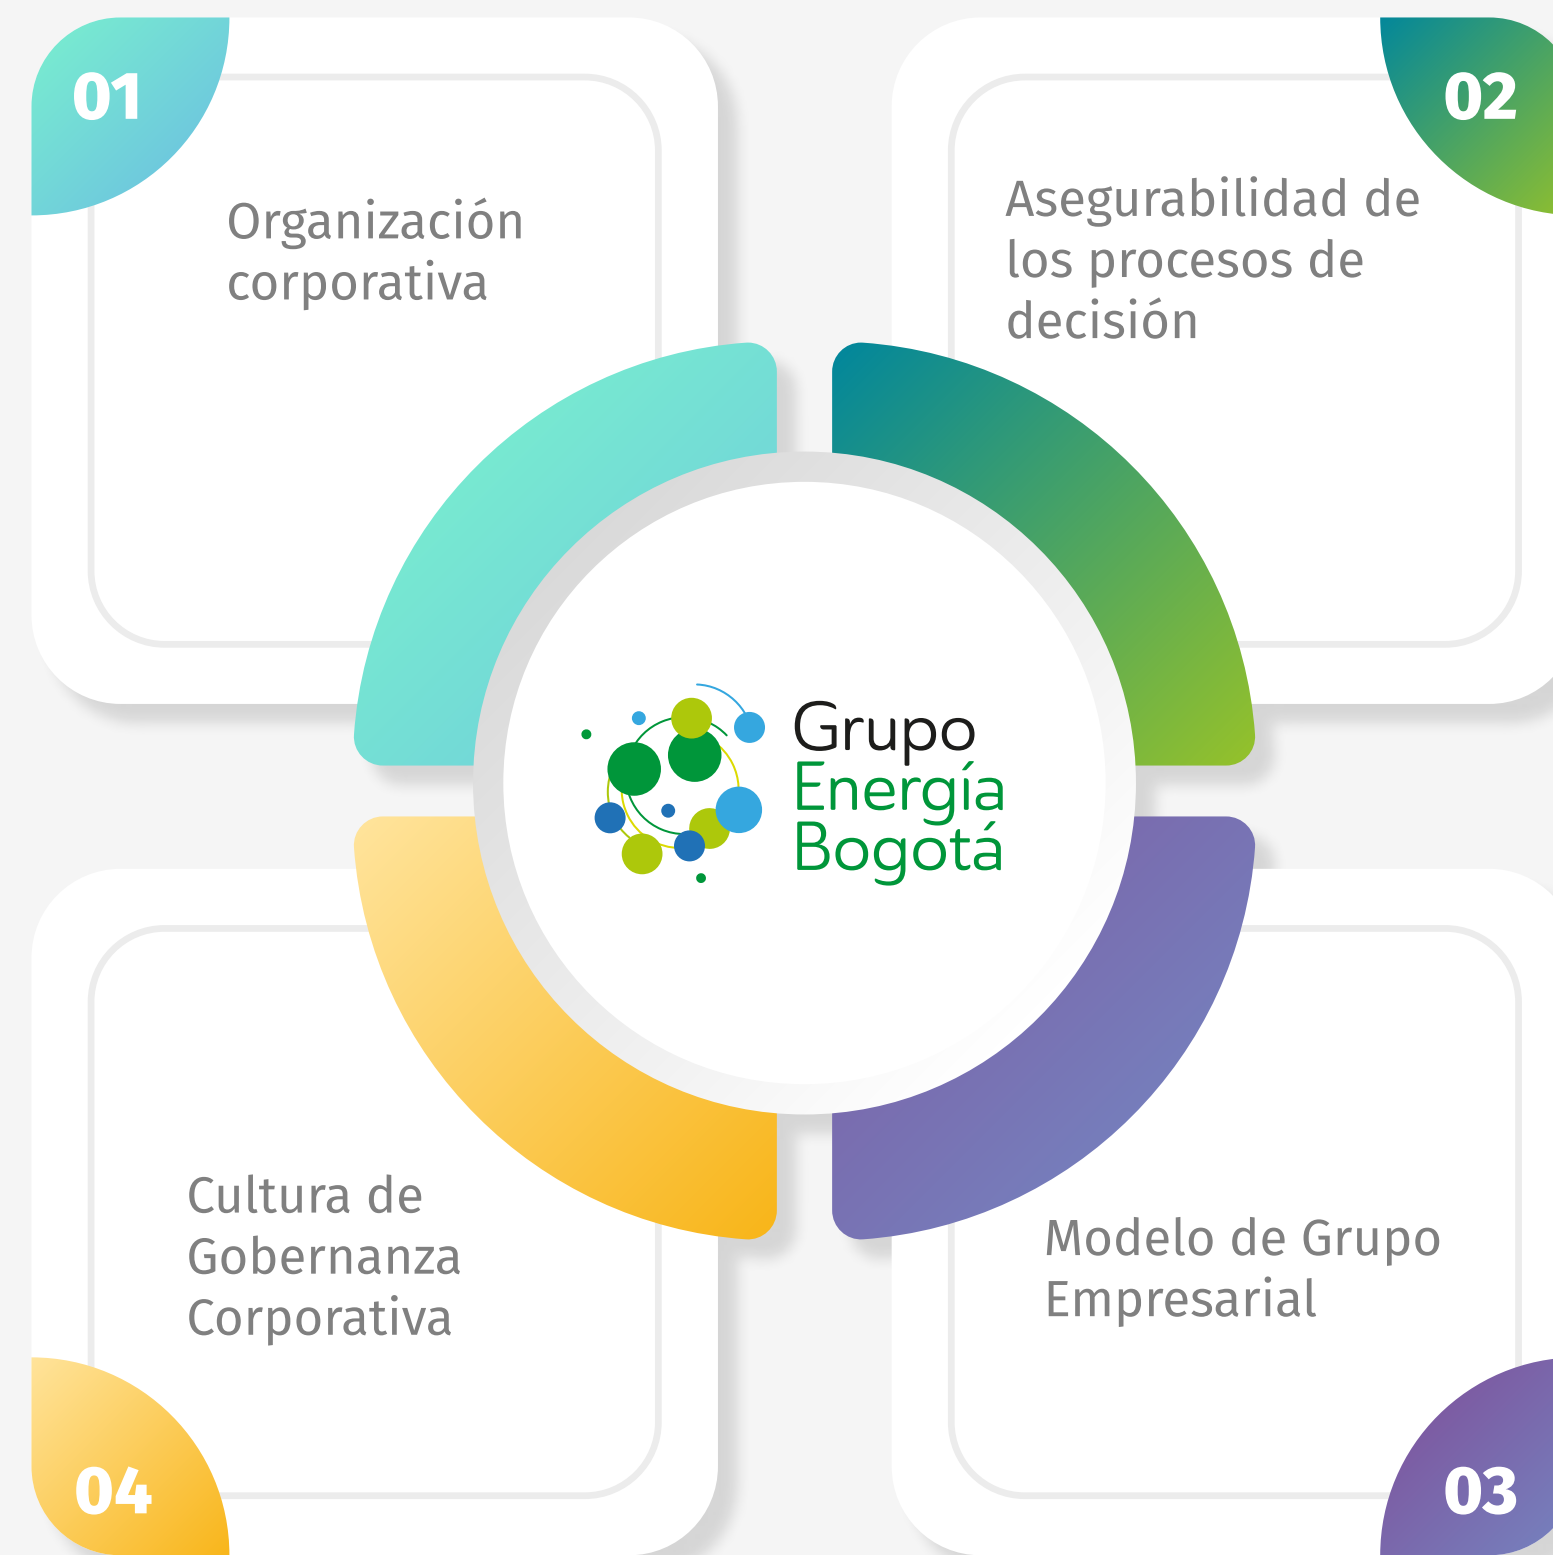 01
Organización
corporativa
02
Asegurabilidad de
los procesos de
decisión
Grupo
Energía
Bogotá
03
Modelo de Grupo
Empresarial
04
Cultura de
Gobernanza
Corporativa